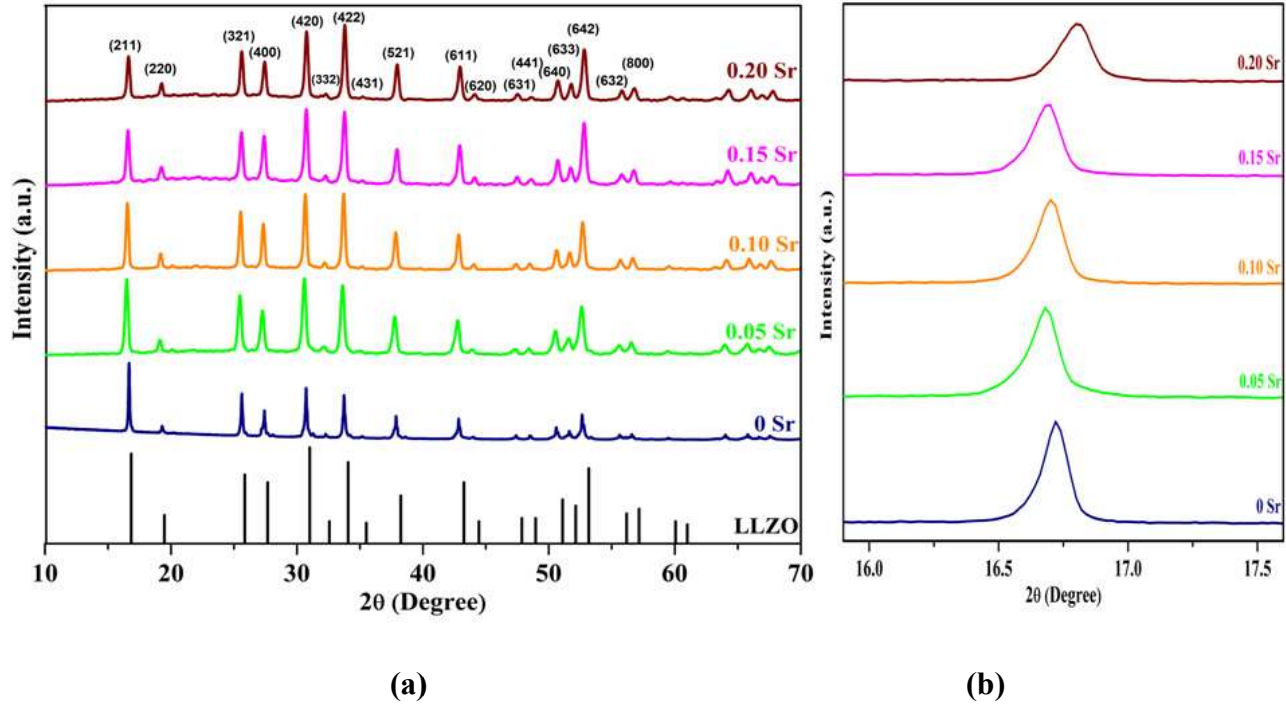 (211)
(220)
(321)
(400)
(420)
(332)
(422)
(431)
(521)
(611)
(620)
(631)
(441)
(640)
(633)
(642)
(632)
(800)
0.20 Sr
0.15 Sr
0.10 Sr
0.05 Sr
0 Sr
LLZO
Intensity (a.u.)
10 20 30 40 50 60 70
2θ (Degree)
(a)
0.20 Sr
0.15 Sr
0.10 Sr
0.05 Sr
0 Sr
Intensity (a.u.)
16.0 16.5 17.0 17.5
2θ (Degree)
(b)